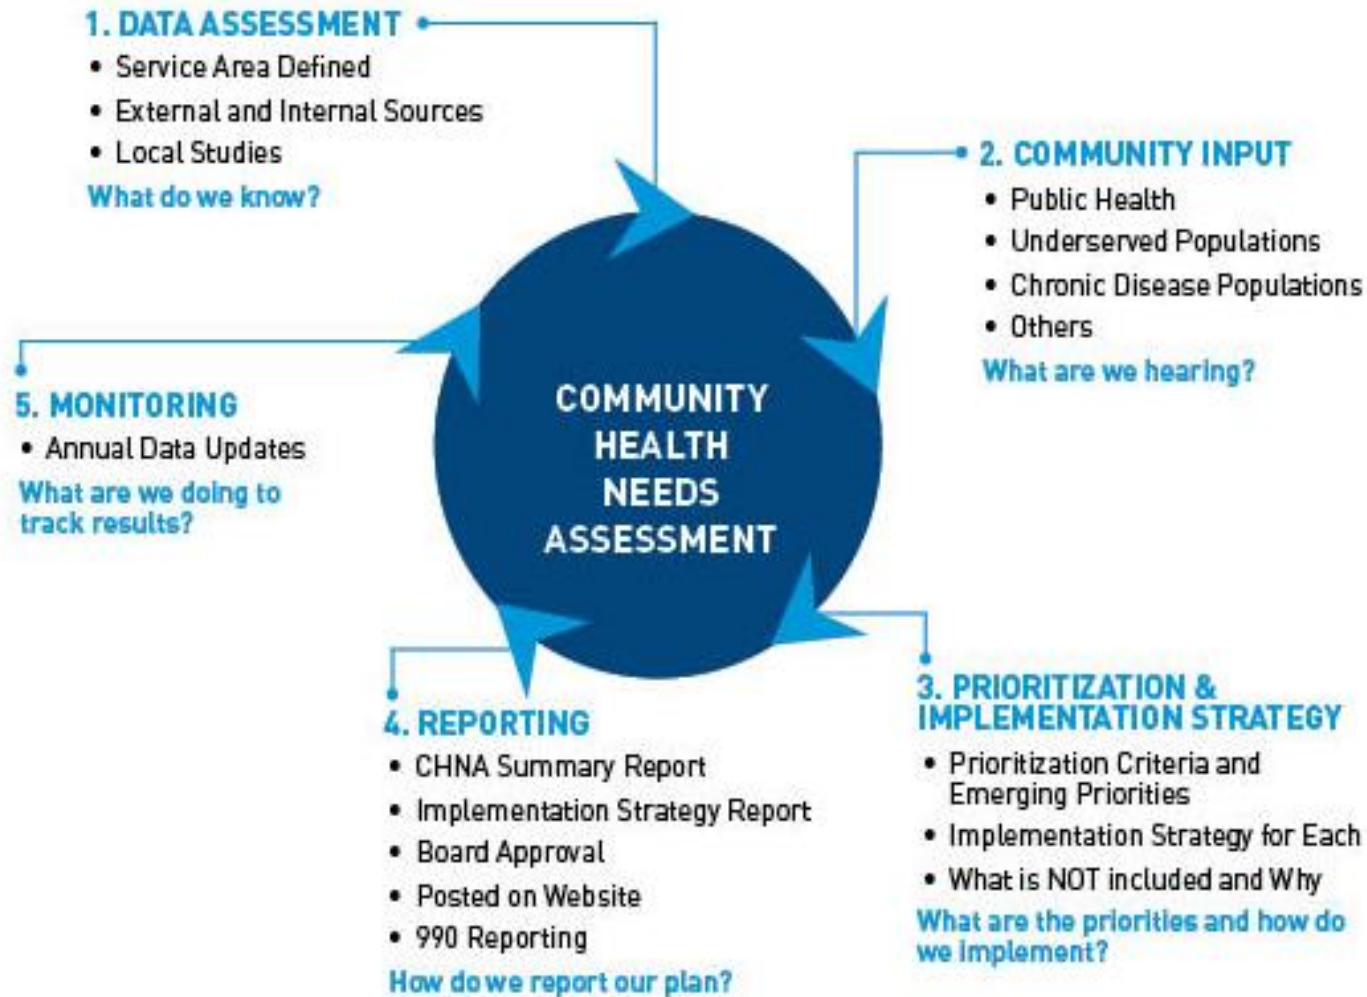 1. DATA ASSESSMENT
• Service Area Defined
• External and Internal Sources
• Local Studies
What do we know?
2. COMMUNITY INPUT
• Public Health
• Underserved Populations
• Chronic Disease Populations
• Others
What are we hearing?
COMMUNITY
HEALTH
NEEDS
ASSESSMENT
3. PRIORITIZATION &
IMPLEMENTATION STRATEGY
• Prioritization Criteria and
Emerging Priorities
• Implementation Strategy for Each
• What is NOT included and Why
What are the priorities and how do
we implement?
4. REPORTING
• CHNA Summary Report
• Implementation Strategy Report
• Board Approval
• Posted on Website
• 990 Reporting
How do we report our plan?
5. MONITORING
• Annual Data Updates
What are we doing to
track results?